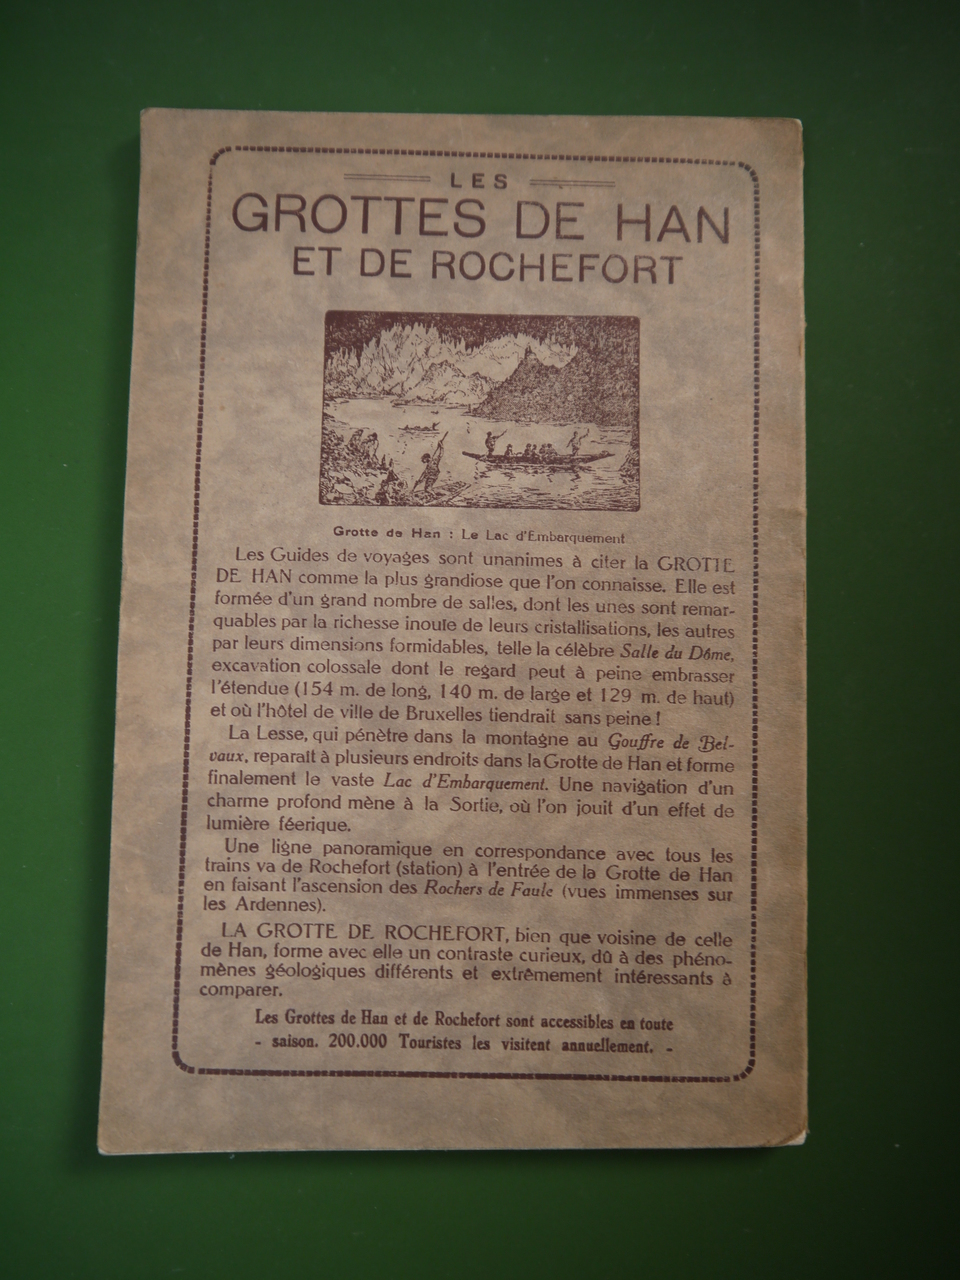 LES
GROTTES DE HAN
ET DE ROCHEFORT
Grotte de Han : Le Lac d'Embarquement
Les Guides de voyages sont unanimes à citer la GROTTE
DE HAN comme la plus grandiose que l'on connaisse. Elle est
formée d'un grand nombre de salles, dont les unes sont remar-
quables par la richesse inouïe de leurs cristallisations, les autres
par leurs dimensions formidables, telle la célèbre Salle du Dôme,
excavation colossale dont le regard peut à peine embrasser
l'étendue (154 m. de long, 140 m. de large et 129 m. de haut)
et où l'hôtel de ville de Bruxelles tiendrait sans peine !
La Lesse, qui pénètre dans la montagne au Gouffre de Bel-
vaux, reparaît à plusieurs endroits dans la Grotte de Han et forme
finalement le vaste Lac d'Embarquement. Une navigation d'un
charme profond mène à la Sortie, où l'on jouit d'un effet de
lumière féerique.
Une ligne panoramique en correspondance avec tous les
trains va de Rochefort (station) à l'entrée de la Grotte de Han
en faisant l'ascension des Rochers de Faule (vues immenses sur
les Ardennes).
LA GROTTE DE ROCHEFORT, bien que voisine de celle
de Han, forme avec elle un contraste curieux, dû à des phéno-
mènes géologiques différents et extrêmement intéressants à
comparer.
Les Grottes de Han et de Rochefort sont accessibles en toute
- saison. 200.000 Touristes les visitent annuellement. -